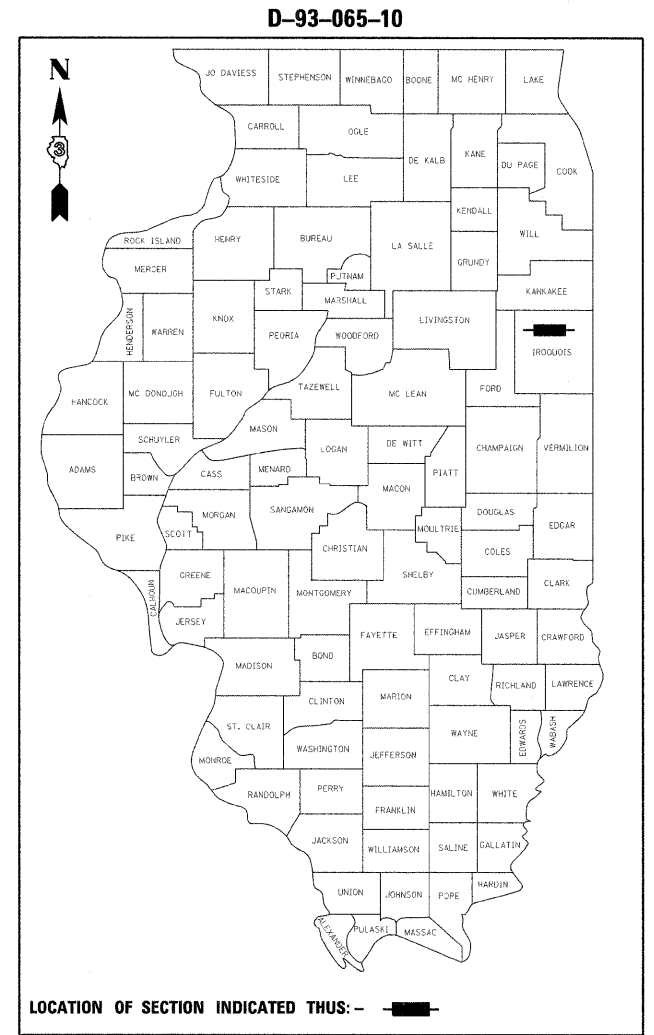 D-93-065-10
N
3
JO DAVIESS
STEPHENSON
WINNEBAGO
BOONE
MC HENRY
LAKE
CARROLL
OGLE
DE KALB
KANE
DU PAGE
COOK
WHITESIDE
LEE
KENDALL
WILL
ROCK ISLAND
HENRY
BUREAU
LA SALLE
GRUNDY
MERCER
PUTNAM
KANKAKEE
STARK
MARSHALL
HENDERSON
WARREN
KNOX
PEORIA
WOODFORD
LIVINGSTON
IROQUOIS
HANCOCK
MC DONOUGH
FULTON
TAZEWELL
MC LEAN
FORD
MASON
SCHUYLER
LOGAN
DE WITT
CHAMPAIGN
VERMILION
ADAMS
BROWN
CASS
MENARD
PIATT
MACON
MORGAN
SANGAMON
DOUGLAS
EDGAR
PIKE
SCOTT
CHRISTIAN
MOULTRIE
COLES
CALHOUN
GREENE
MACOUPIN
MONTGOMERY
SHELBY
CUMBERLAND
CLARK
JERSEY
FAYETTE
EFFINGHAM
JASPER
CRAWFORD
MADISON
BOND
CLAY
RICHLAND
LAWRENCE
CLINTON
MARION
ST. CLAIR
WAYNE
EDWARDS
WABASH
WASHINGTON
JEFFERSON
MONROE
RANDOLPH
PERRY
HAMILTON
WHITE
FRANKLIN
JACKSON
WILLIAMSON
SALINE
GALLATIN
UNION
JOHNSON
POPE
HARDIN
ALEXANDER
PULASKI
MASSAC
LOCATION OF SECTION INDICATED THUS: -